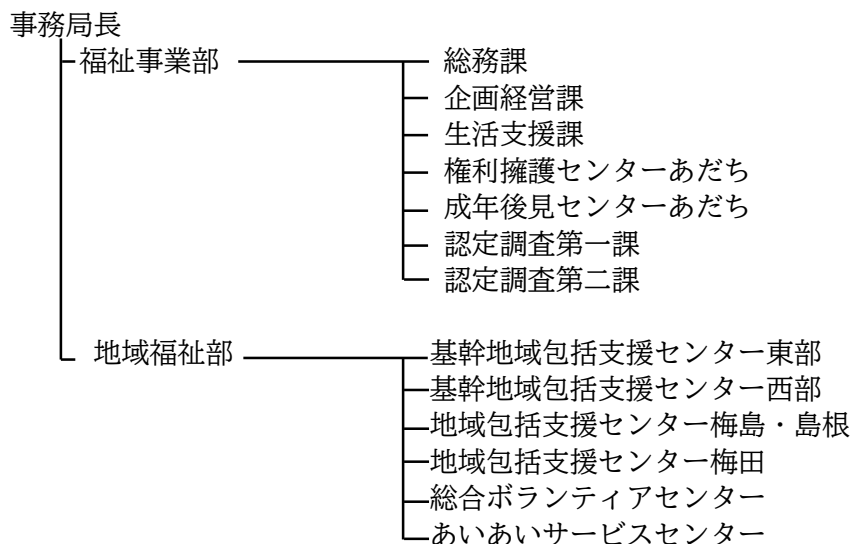 事務局長
福祉事業部
総務課
企画経営課
生活支援課
権利擁護センターあだち
成年後見センターあだち
認定調査第一課
認定調査第二課
地域福祉部
基幹地域包括支援センター東部
基幹地域包括支援センター西部
地域包括支援センター梅島・島根
地域包括支援センター梅田
総合ボランティアセンター
あいあいサービスセンター